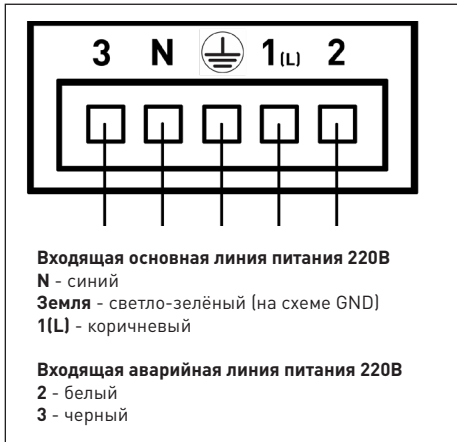 3 N 1(L) 2
Входящая основная линия питания 220В
N - синий
Земля - светло-зелёный (на схеме GND)
1(L) - коричневый
Входящая аварийная линия питания 220В
2 - белый
3 - черный